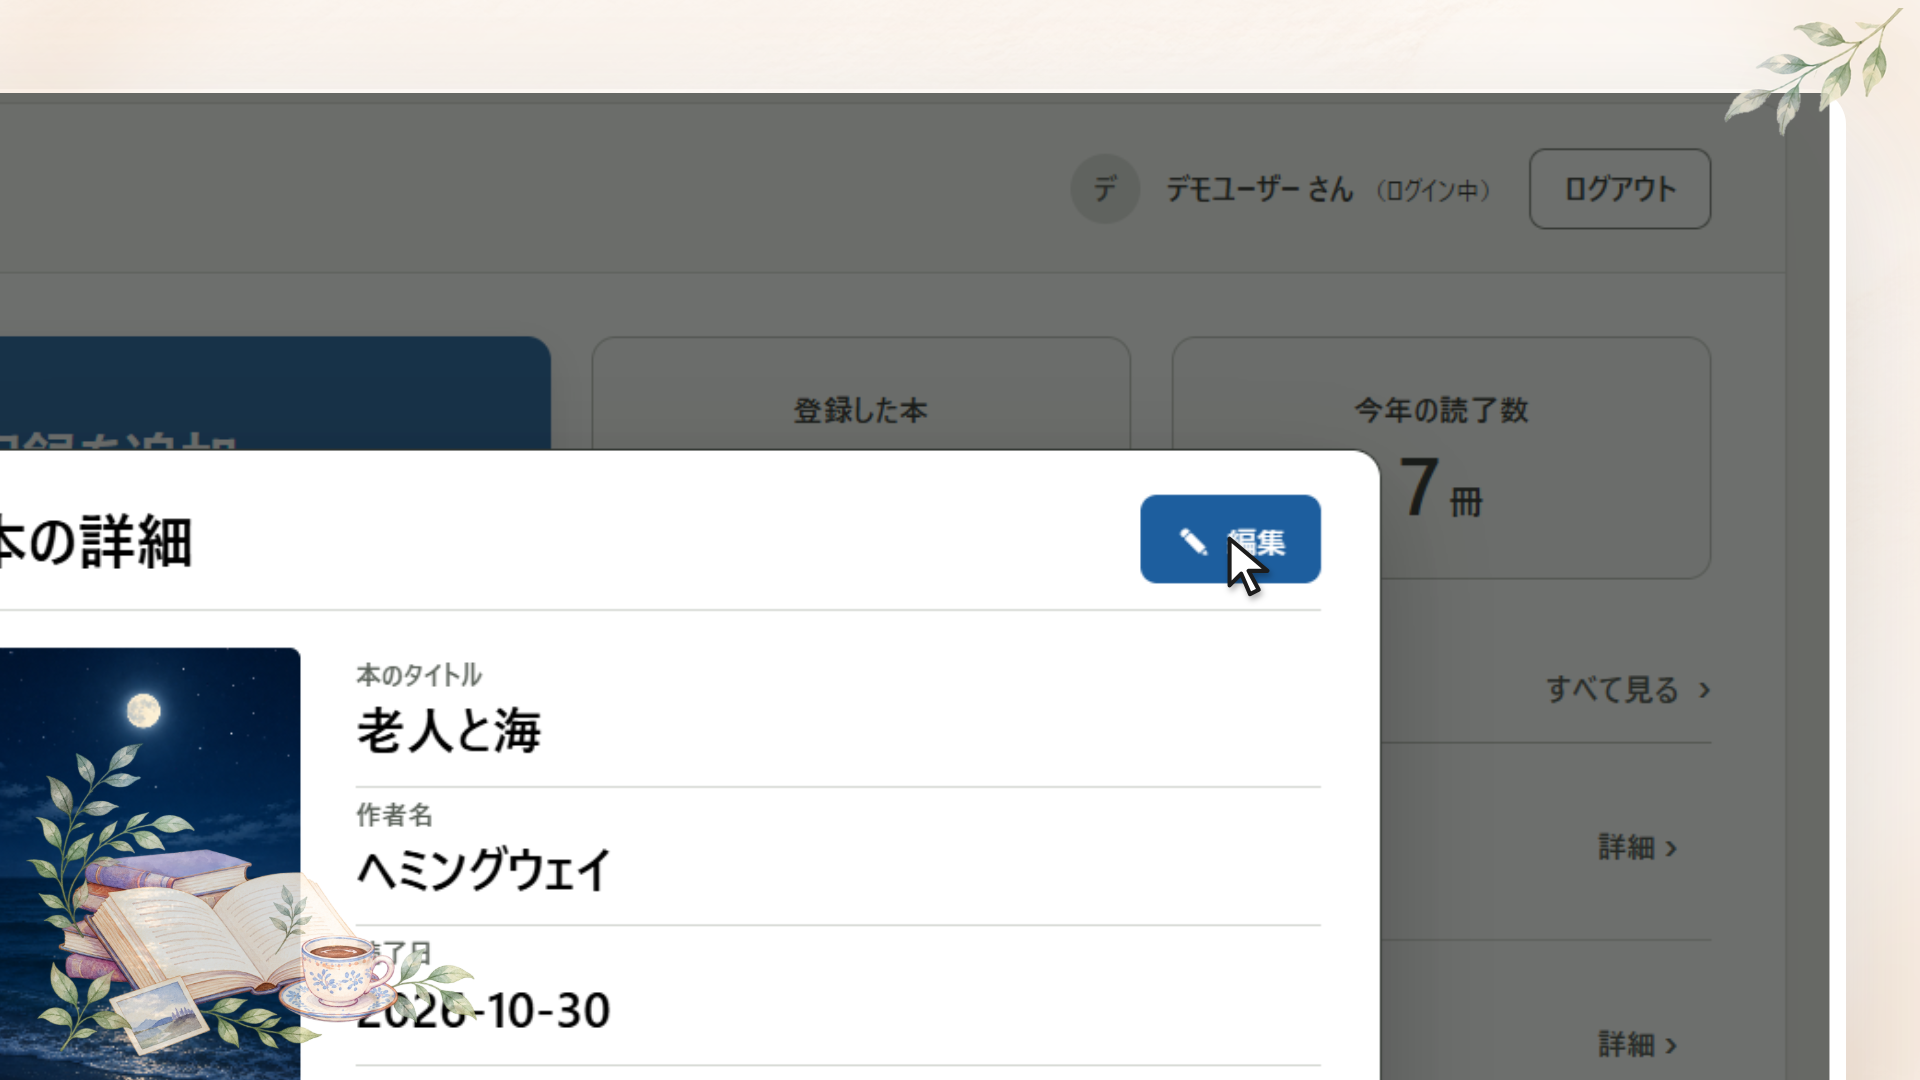 デ デモユーザー さん （ログイン中） ログアウト
登録した本
今年の読了数
7 冊
本の詳細
編集
すべて見る
本のタイトル
老人と海
作者名
ヘミングウェイ
詳細
了日
2026-10-30
詳細